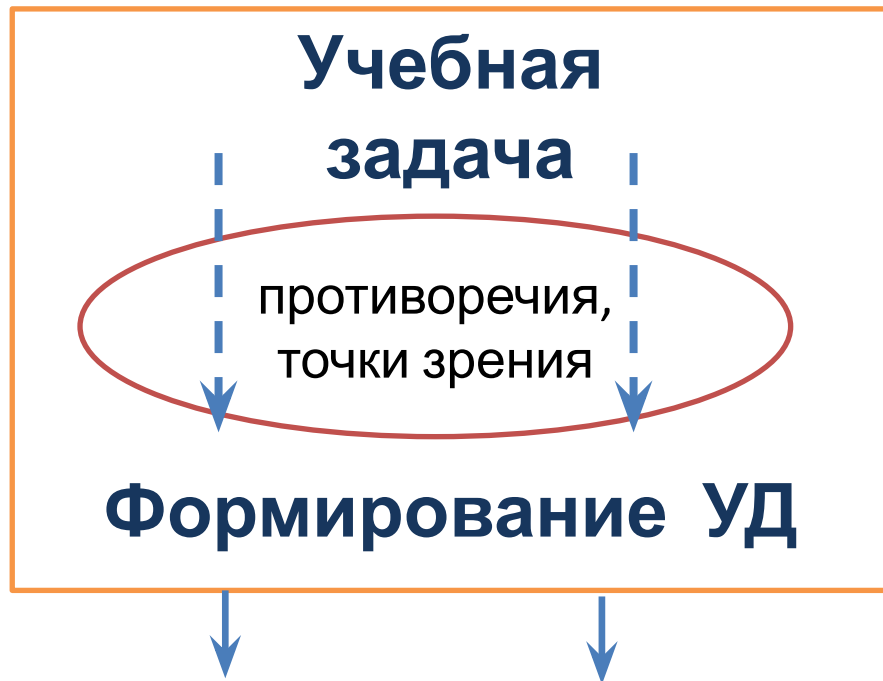 Учебная
задача
противоречия,
точки зрения
Формирование УД